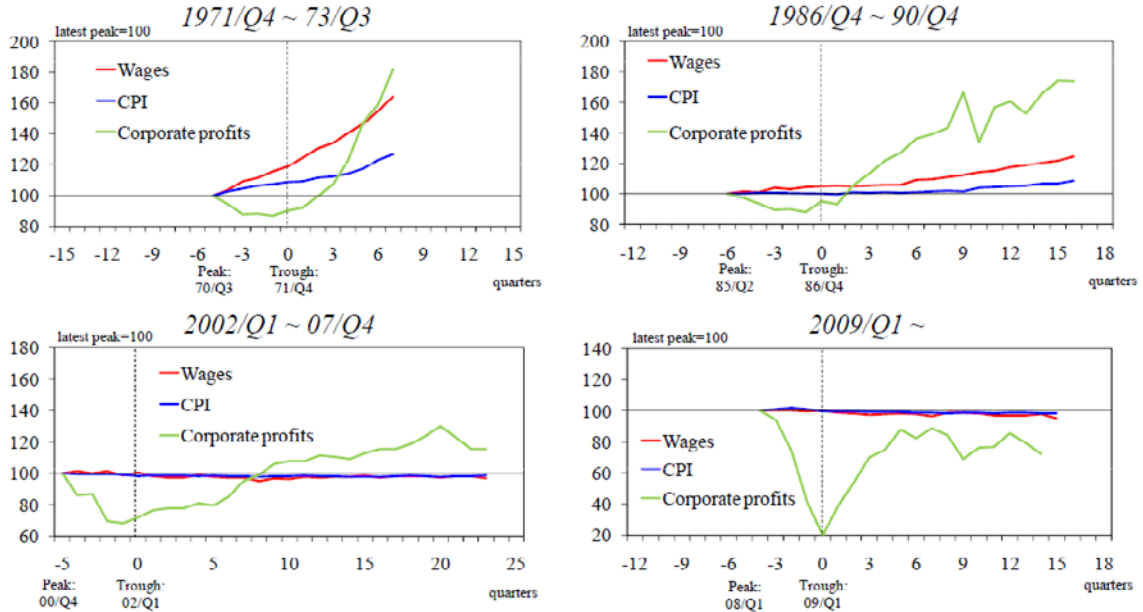 1971/Q4 ~ 73/Q3
latest peak=100
200
180
160
140
120
100
80
Wages
CPI
Corporate profits
-15 -12 -9 -6 -3 0 3 6 9 12 15
Peak:
70/Q3
Trough:
71/Q4
quarters
1986/Q4 ~ 90/Q4
latest peak=100
200
180
160
140
120
100
80
Wages
CPI
Corporate profits
-12 -9 -6 -3 0 3 6 9 12 15 18
Peak:
85/Q2
Trough:
86/Q4
quarters
2002/Q1 ~ 07/Q4
latest peak=100
180
160
140
120
100
80
60
Wages
CPI
Corporate profits
-5 0 5 10 15 20 25
Peak:
00/Q4
Trough:
02/Q1
quarters
2009/Q1 ~
latest peak=100
140
120
100
80
60
40
20
Wages
CPI
Corporate profits
-12 -9 -6 -3 0 3 6 9 12 15 18
Peak:
08/Q1
Trough:
09/Q1
quarters